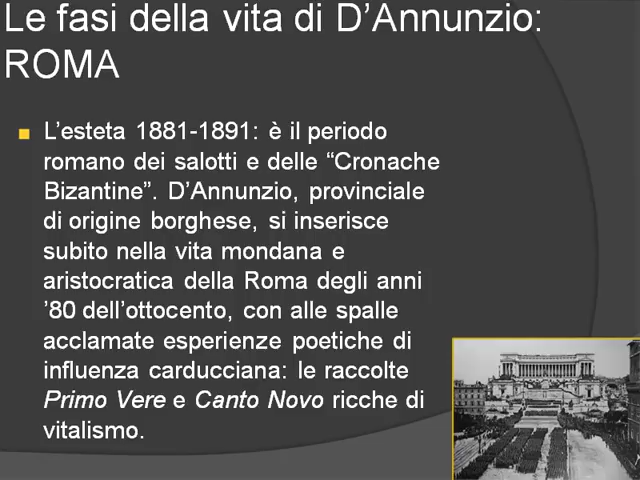 Le fasi della vita di D’Annunzio:
ROMA
L’esteta 1881-1891: è il periodo
romano dei salotti e delle “Cronache
Bizantine”. D’Annunzio, provinciale
di origine borghese, si inserisce
subito nella vita mondana e
aristocratica della Roma degli anni
’80 dell’ottocento, con alle spalle
acclamate esperienze poetiche di
influenza carducciana: le raccolte
Primo Vere e Canto Novo ricche di
vitalismo.